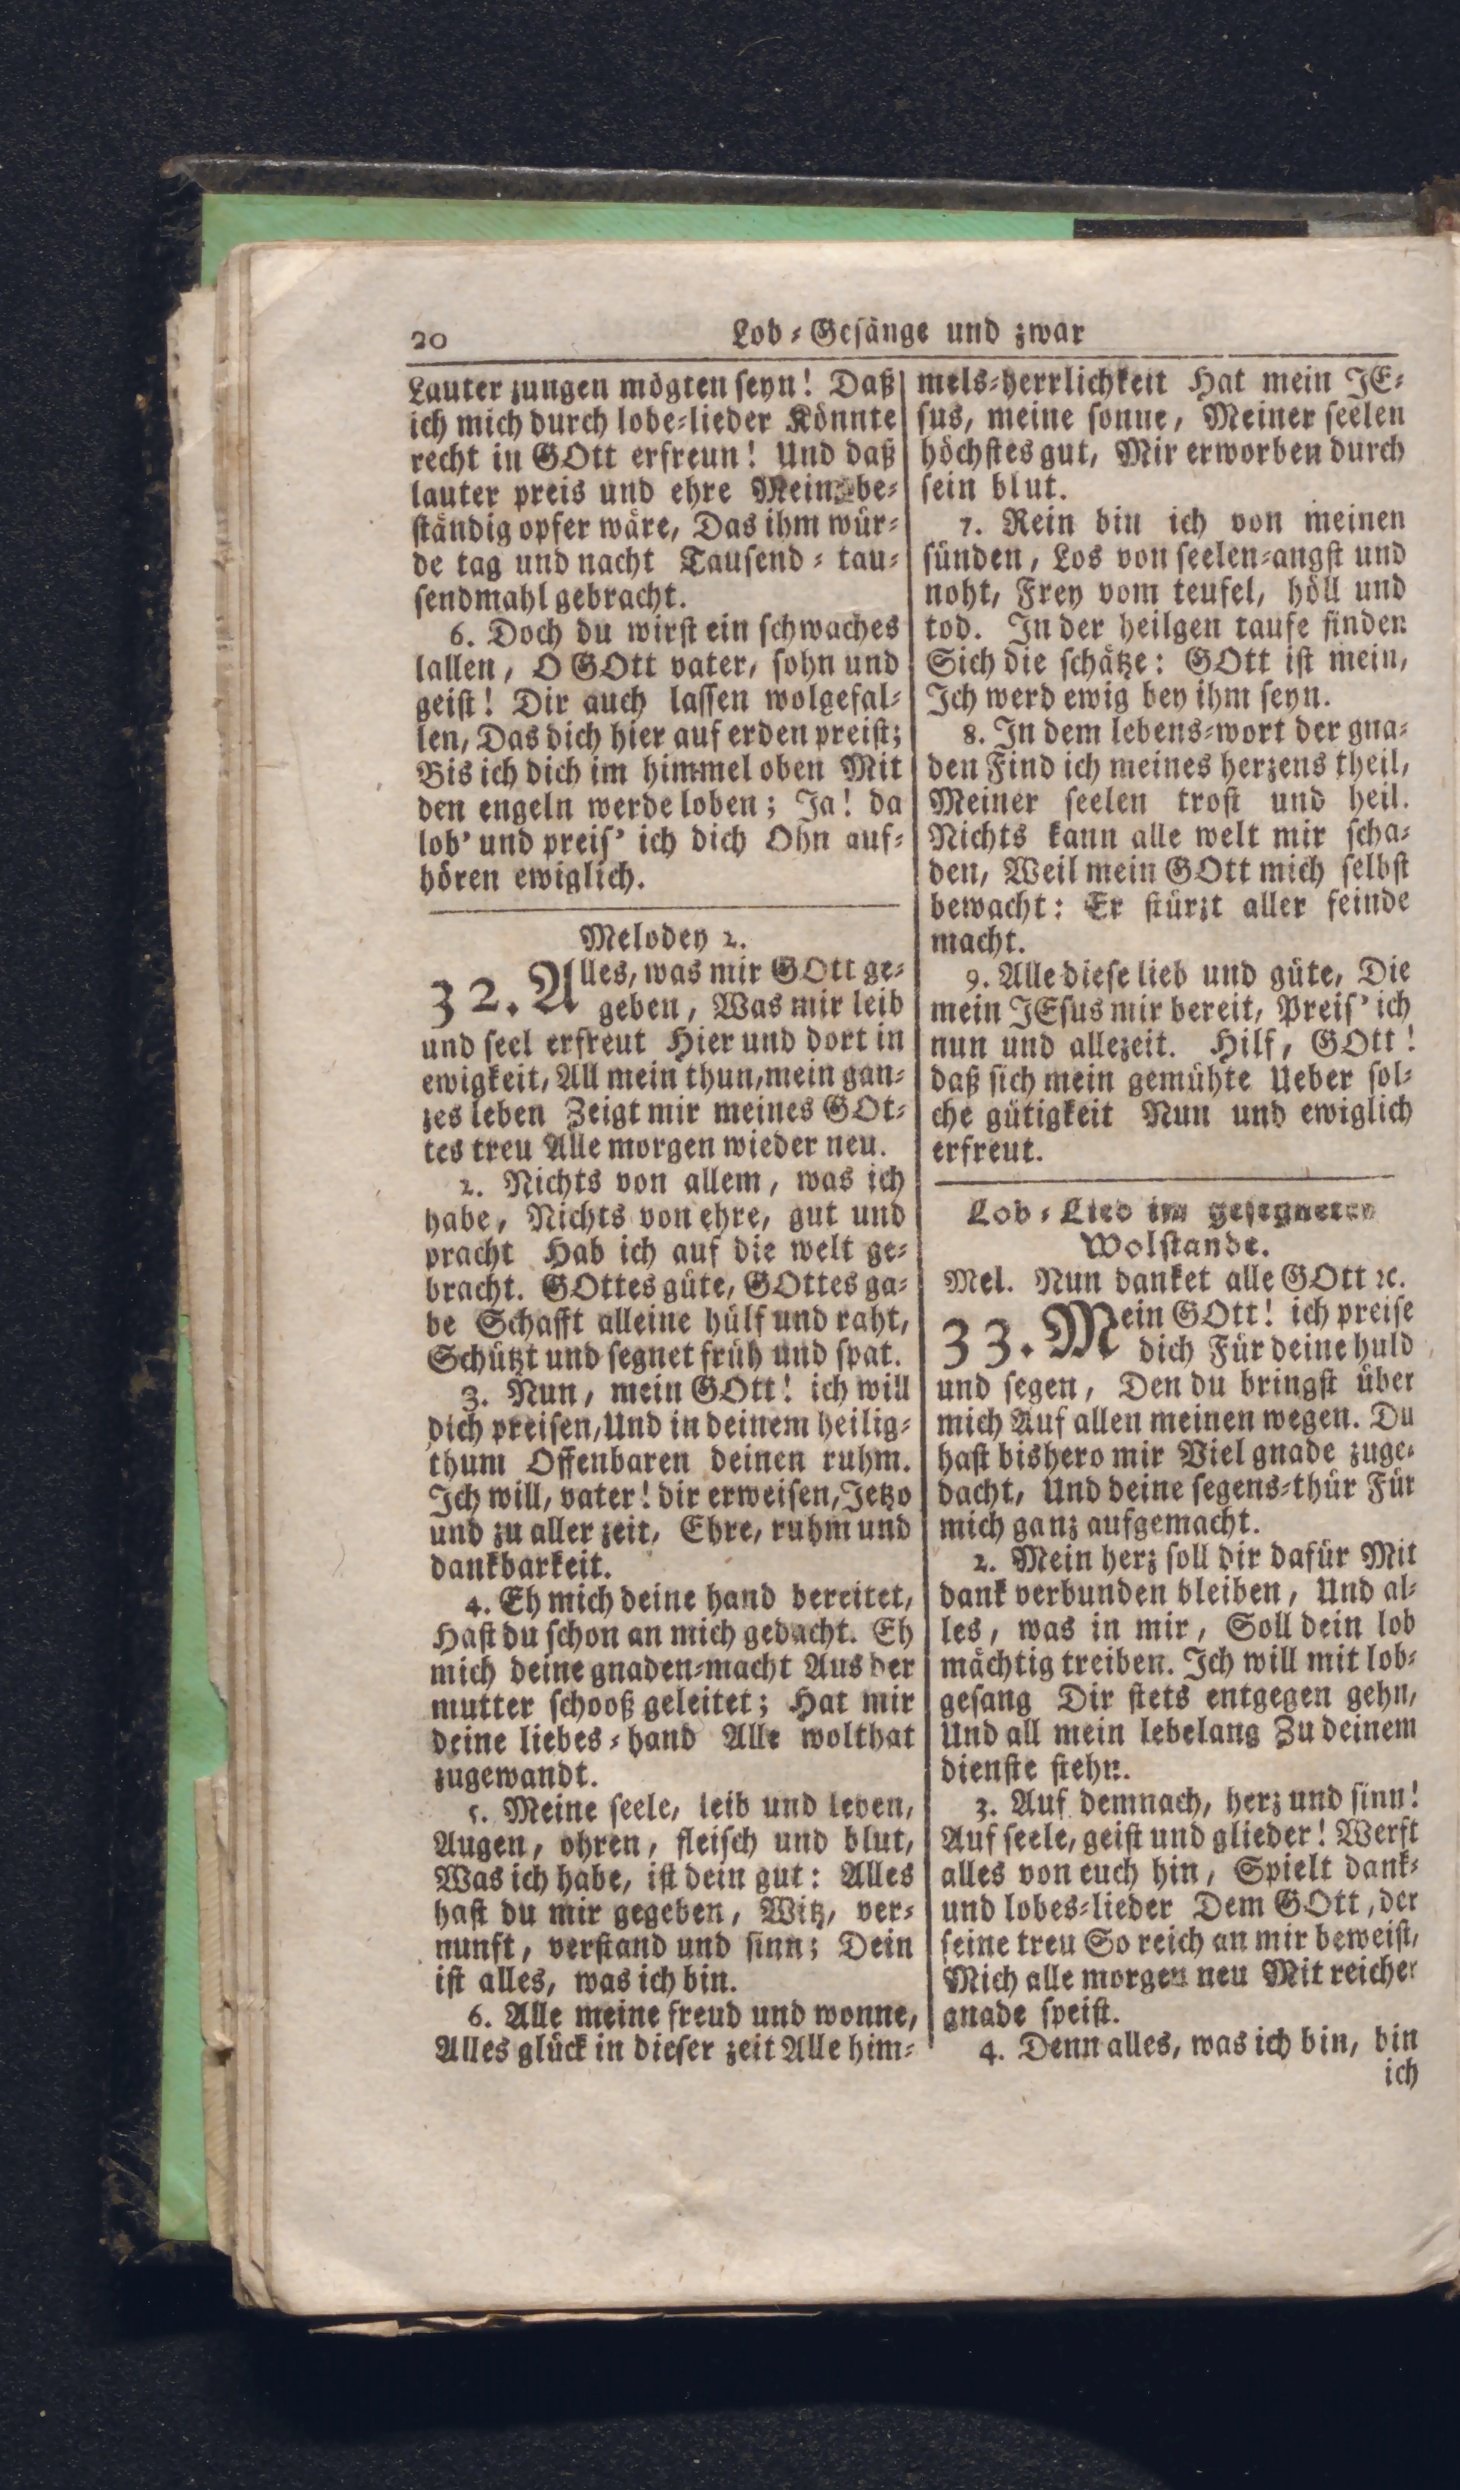 20
Lob-Gesänge und zwar
Lauter zungen mögten seyn! Daß
ich mich durch lobe-lieder Könnte
recht in GOtt erfreun! Und daß
lauter preis und ehre Mein be-
ständig opfer wäre, Das ihm wür-
de tag und nacht Tausend-tau-
sendmahl gebracht.
6. Doch du wirst ein schwaches
lallen, O GOtt vater, sohn und
geist! Dir auch lassen wolgefal-
len, Das dich hier auf erden preist;
Bis ich dich im himmel oben Mit
den engeln werde loben; Ja! da
lob' und preis' ich dich Ohn auf-
hören ewiglich.
Melodey 2.
32. Alles, was mir GOtt ge-
geben, Was mir leib
und seel erfreut Hier und dort in
ewigkeit, All mein thun, mein gan-
zes leben Zeigt mir meines GOt-
tes treu Alle morgen wieder neu.
2. Nichts von allem, was ich
habe, Nichts von ehre, gut und
pracht Hab ich auf die welt ge-
bracht. GOttes güte, GOttes ga-
be Schafft alleine hülf und raht,
Schützt und segnet früh und spat.
3. Nun, mein GOtt! ich will
dich preisen, Und in deinem heilig-
thum Offenbaren deinen ruhm.
Ich will, vater! dir erweisen, Jetzo
und zu aller zeit, Ehre, ruhm und
dankbarkeit.
4. Eh mich deine hand bereitet,
Hast du schon an mich gedacht. Eh
mich deine gnaden-macht Aus der
mutter schooß geleitet; Hat mir
deine liebes-hand Alle wolthat
zugewandt.
5. Meine seele, leib und leben,
Augen, ohren, fleisch und blut,
Was ich habe, ist dein gut: Alles
hast du mir gegeben, Witz, ver-
nunft, verstand und sinn; Dein
ist alles, was ich bin.
6. Alle meine freud und wonne,
Alles glück in dieser zeit Alle him-
mels-herrlichkeit Hat mein JE-
sus, meine sonne, Meiner seelen
höchstes gut, Mir erworben durch
sein blut.
7. Rein bin ich von meinen
sünden, Los von seelen-angst und
noht, Frey vom teufel, höll und
tod. In der heilgen taufe finden
Sich die schätze: GOtt ist mein,
Ich werd ewig bey ihm seyn.
8. In dem lebens-wort der gna-
den Find ich meines herzens theil,
Meiner seelen trost und heil.
Nichts kann alle welt mir scha-
den, Weil mein GOtt mich selbst
bewacht: Er stürzt aller feinde
macht.
9. Alle diese lieb und güte, Die
mein JEsus mir bereit, Preis' ich
nun und allezeit. Hilf, GOtt!
daß sich mein gemühte Ueber sol-
che gütigkeit Nun und ewiglich
erfreut.
Lob-Lied im gesegneten
Wolstande.
Mel. Nun danket alle GOtt ꝛc.
33. Mein GOtt! ich preise
dich Für deine huld
und segen, Den du bringst über
mich Auf allen meinen wegen. Du
hast bishero mir Viel gnade zuge-
dacht, Und deine segens-thür Für
mich ganz aufgemacht.
2. Mein herz soll dir dafür Mit
dank verbunden bleiben, Und al-
les, was in mir, Soll dein lob
mächtig treiben. Ich will mit lob-
gesang Dir stets entgegen gehn,
Und all mein lebelang Zu deinem
dienste stehn.
3. Auf demnach, herz und sinn!
Auf seele, geist und glieder! Werft
alles von euch hin, Spielt dank-
und lobes-lieder Dem GOtt, der
seine treu So reich an mir beweist,
Mich alle morgen neu Mit reicher
gnade speist.
4. Denn alles, was ich bin, bin
ich